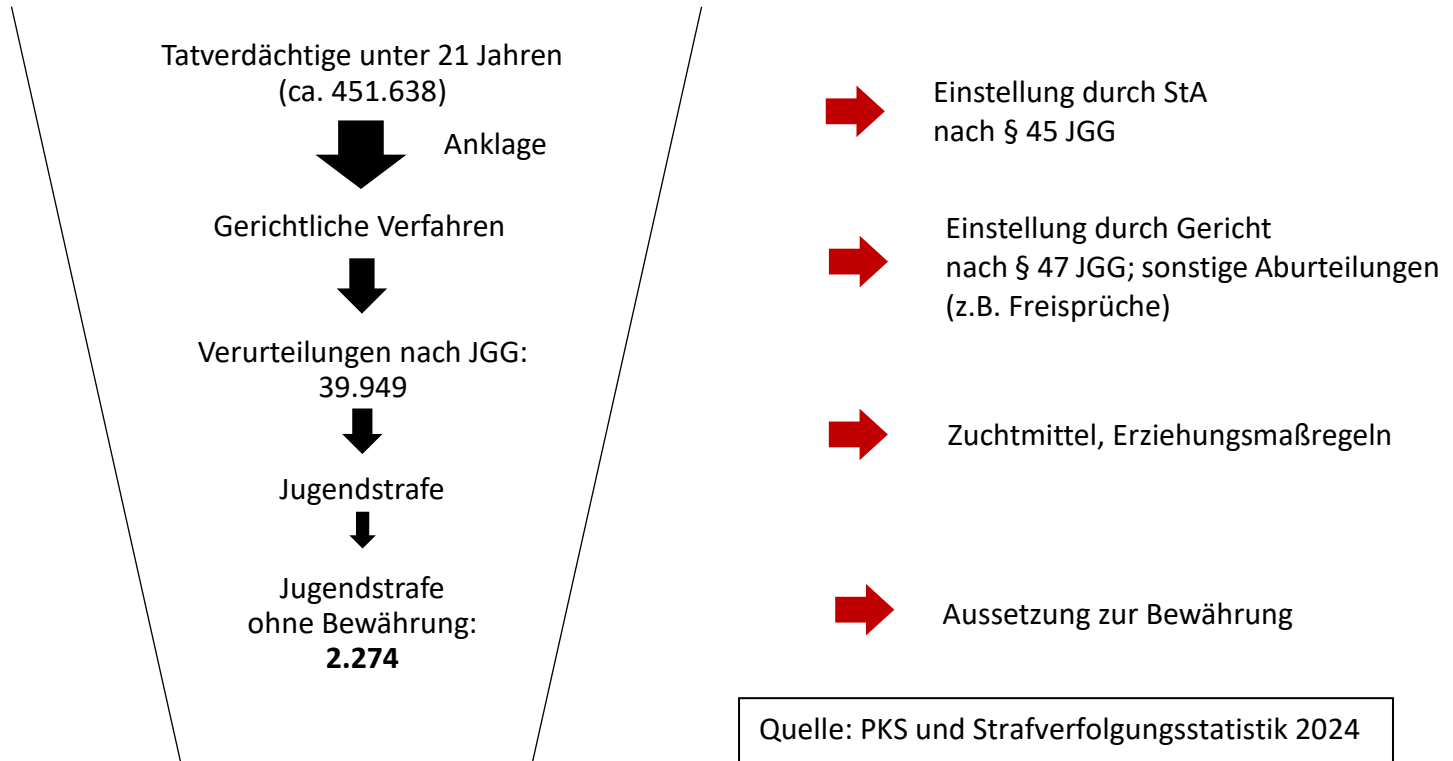 Tatverdächtige unter 21 Jahren
(ca. 451.638)
Anklage
Gerichtliche Verfahren
Verurteilungen nach JGG:
39.949
Jugendstrafe
Jugendstrafe
ohne Bewährung:
2.274
Einstellung durch StA
nach § 45 JGG
Einstellung durch Gericht
nach § 47 JGG; sonstige Aburteilungen
(z.B. Freisprüche)
Zuchtmittel, Erziehungsmaßregeln
Aussetzung zur Bewährung
Quelle: PKS und Strafverfolgungsstatistik 2024